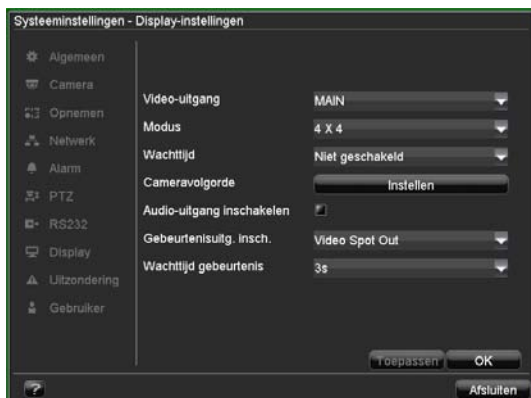 Systeeminstellingen - Display-instellingen
Algemeen
Camera
Opnemen
Netwerk
Alarm
PTZ
RS232
Display
Uitzondering
Gebruiker
Video-uitgang MAIN
Modus 4 X 4
Wachttijd Niet geschakeld
Cameravolgorde Instellen
Audio-uitgang inschakelen
Gebeurtenisuitg. insch. Video Spot Out
Wachttijd gebeurtenis 3s
Toepassen OK
? Afsluiten